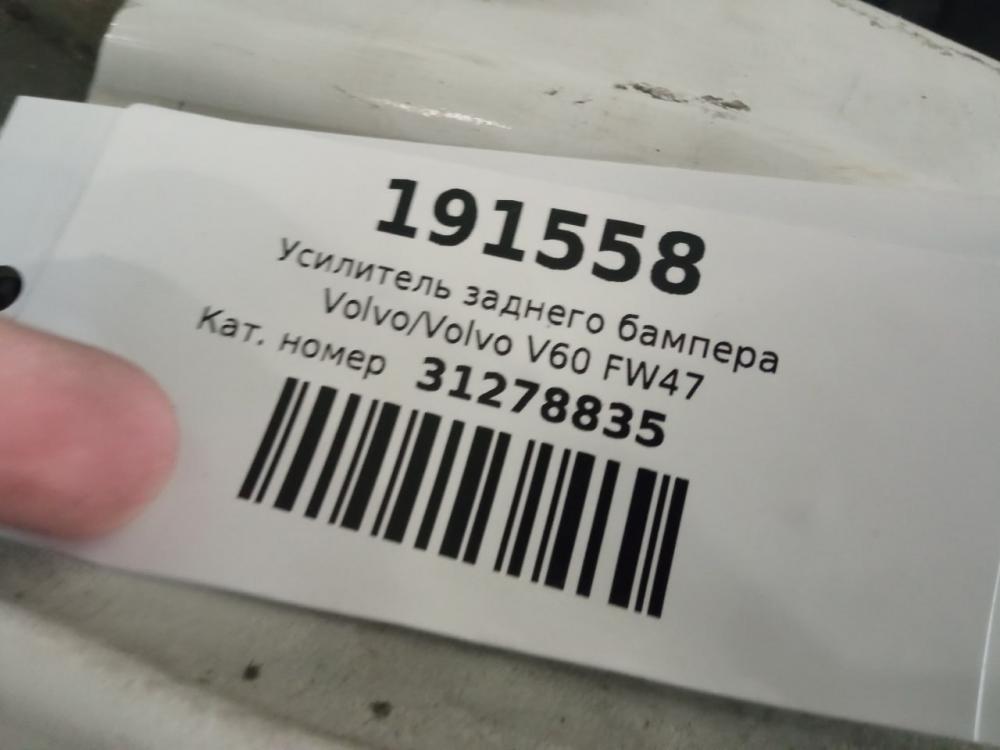 191558
Усилитель заднего бампера
Volvo/Volvo V60 FW47
Кат. номер 31278835